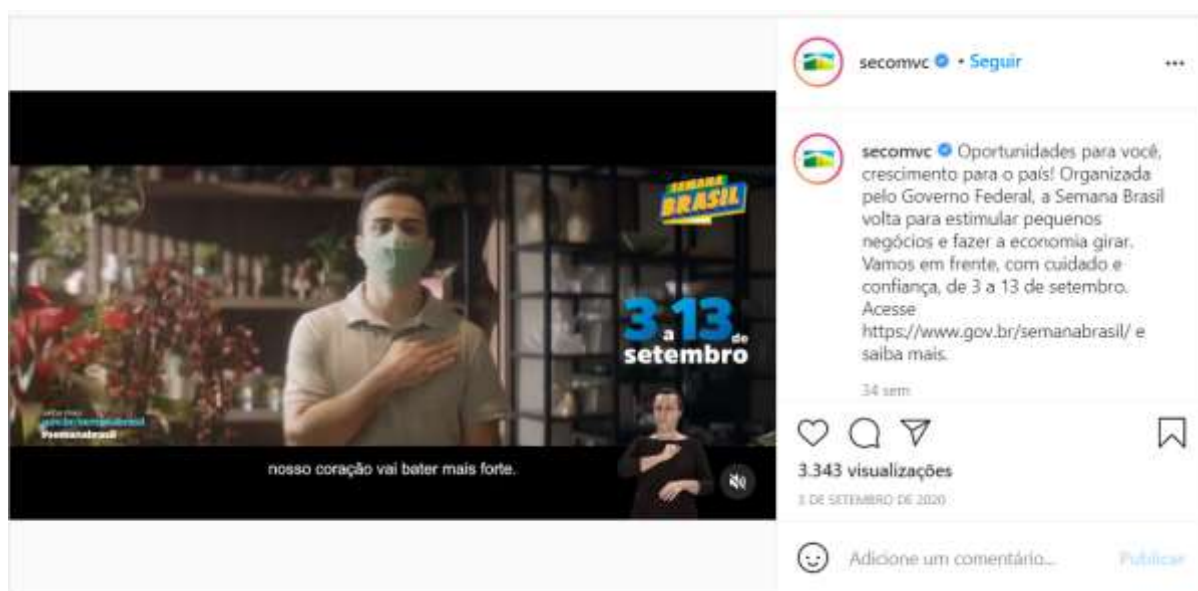 secomvc • Seguir
secomvc Oportunidades para você,
crescimento para o país! Organizada
pelo Governo Federal, a Semana Brasil
volta para estimular pequenos
negócios e fazer a economia girar.
Vamos em frente, com cuidado e
confiança, de 3 a 13 de setembro.
Acesse
https://www.gov.br/semanabrasil/ e
saiba mais.
34 sem
3.343 visualizações
3 DE SETEMBRO DE 2020
Adicione um comentário...
Publicar
SEMANA
BRASIL
3 a 13 de
setembro
gov.br/semanabrasil
#semanabrasil
nosso coração vai bater mais forte.